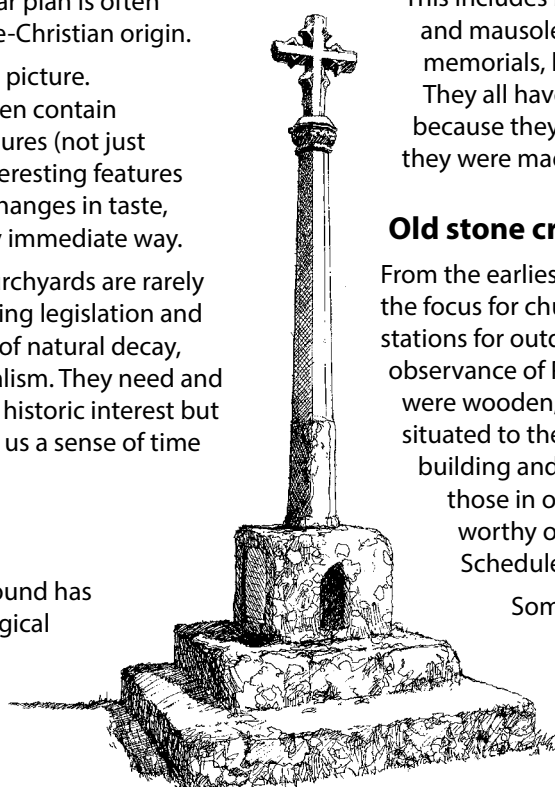 ar plan is often
e-Christian origin.
picture.
en contain
ures (not just
eresting features
hanges in taste,
immediate way.
rchyards are rarely
ing legislation and
of natural decay,
alism. They need and
historic interest but
us a sense of time
ound has
gical
This includes
and mausole
memorials,
They all hav
because they
they were mad
Old stone cr
From the earliest
the focus for chu
stations for outd
observance of
were wooden,
situated to the
building and
those in o
worthy o
Schedule
Som